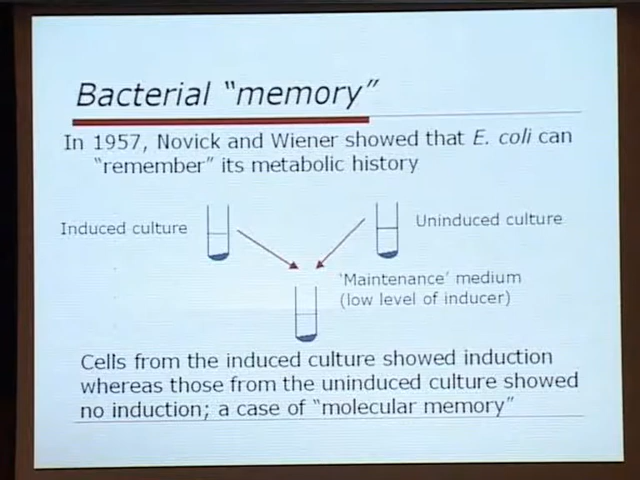 Bacterial “memory”
In 1957, Novick and Wiener showed that E. coli can
“remember” its metabolic history
Induced culture
Uninduced culture
‘Maintenance’ medium
(low level of inducer)
Cells from the induced culture showed induction
whereas those from the uninduced culture showed
no induction; a case of “molecular memory”